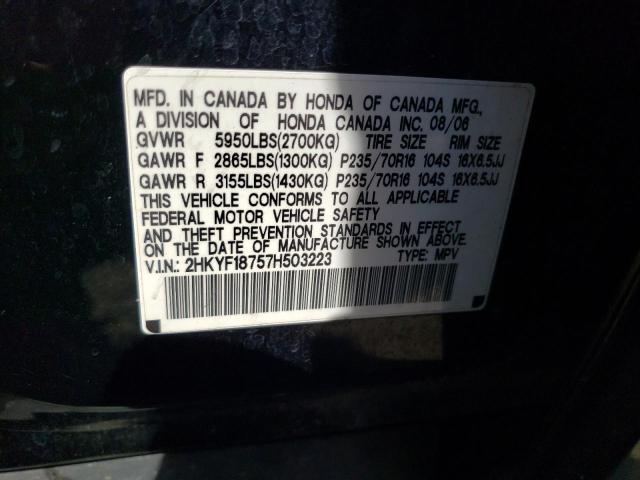 MFD. IN CANADA BY HONDA OF CANADA MFG.,
A DIVISION OF HONDA CANADA INC. 08/06
GVWR 5950LBS(2700KG) TIRE SIZE RIM SIZE
GAWR F 2865LBS(1300KG) P235/70R16 104S 16X6.5JJ
GAWR R 3155LBS(1430KG) P235/70R16 104S 16X6.5JJ
THIS VEHICLE CONFORMS TO ALL APPLICABLE
FEDERAL MOTOR VEHICLE SAFETY
AND THEFT PREVENTION STANDARDS IN EFFECT
ON THE DATE OF MANUFACTURE SHOWN ABOVE.
V.I.N.: 2HKYF18757H503223 TYPE: MPV